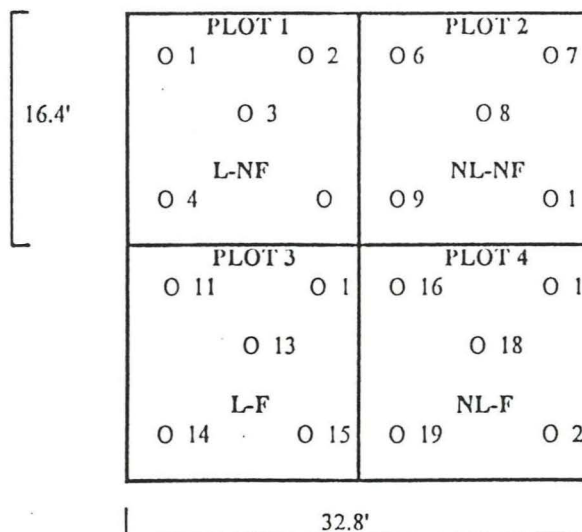 PLOT 1 PLOT 2
O 1 O 2 O 6 O 7
16.4'
O 3 O 8
L-NF NL-NF
O 4 O O 9 O 1
PLOT 3 PLOT 4
O 11 O 1 O 16 O 1
O 13 O 18
L-F NL-F
O 14 O 15 O 19 O 2
32.8'